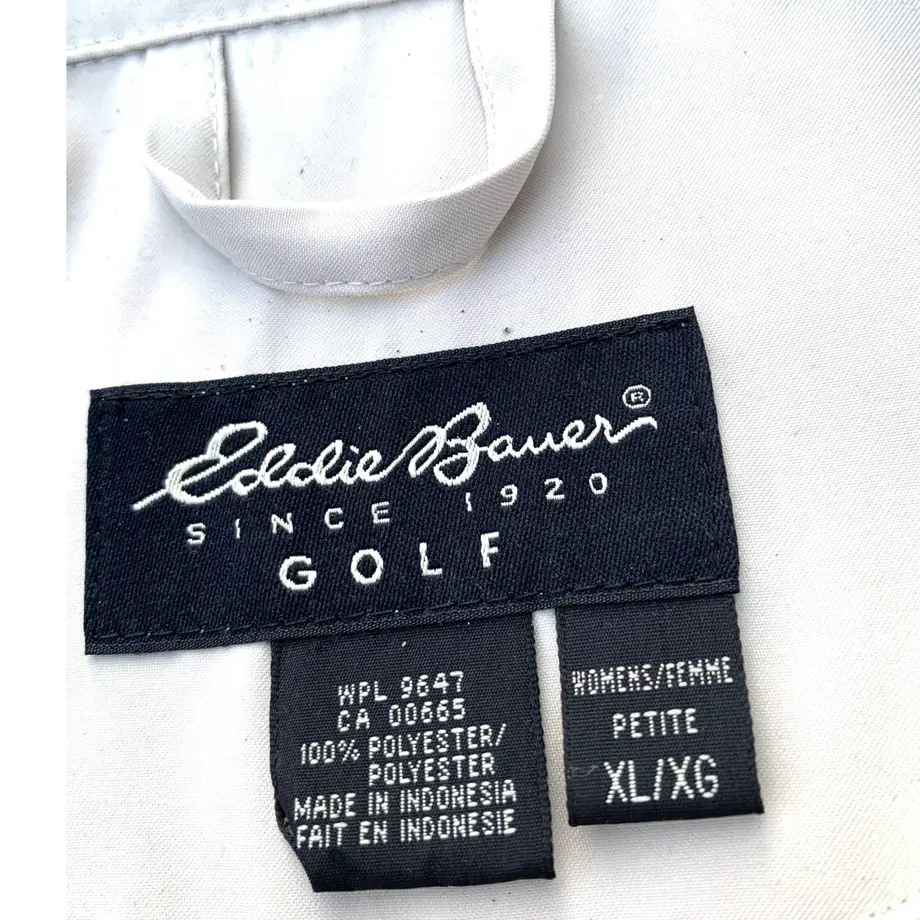 Eddie Bauer®
SINCE 1920
GOLF
WPL 9647
CA 00665
100% POLYESTER/
POLYESTER
MADE IN INDONESIA
FAIT EN INDONESIE
WOMENS/FEMME
PETITE
XL/XG